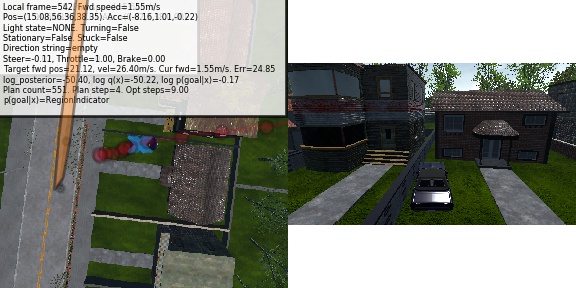 Local frame=542. Fwd speed=1.55m/s
Pos=(15.08,56.36,38.35). Acc=(-8.16,1.01,-0.22)
Light state=NONE. Turning=False
Stationary=False. Stuck=False
Direction string=empty
Steer=-0.11, Throttle=1.00, Brake=0.00
Target fwd pos=21.12, vel=26.40m/s. Cur fwd=1.55m/s. Err=24.85
log_posterior=-50.40, log q(x)=-50.22, log p(goal|x)=-0.17
Plan count=551. Plan step=4. Opt steps=9.00
p(goal|x)=RegionIndicator